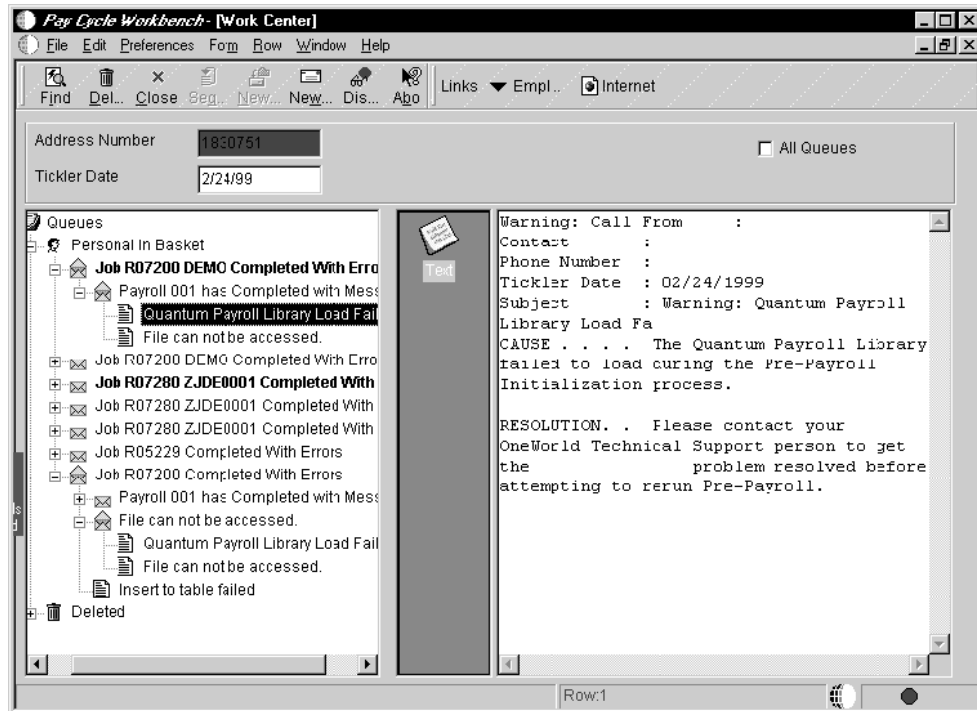 Pay Cycle Workbench - [Work Center]
File Edit Preferences Form Row Window Help
Find Del... Close Seq... New... New... Dis... Abo Links Empl .. Internet
Address Number 1830751 All Queues
Tickler Date 2/24/99
Queues
Personal In Basket
Job R07200 DEMO Completed With Erro
Payroll 001 has Completed with Mess
Quantum Payroll Library Load Fail
File can not be accessed.
Job R07200 DEMO Completed With Erro
Job R07280 ZJDE0001 Completed With
Job R07280 ZJDE0001 Completed With
Job R07280 ZJDE0001 Completed With
Job R05229 Completed With Errors
Job R07200 Completed With Errors
Payroll 001 has Completed with Mess
File can not be accessed.
Quantum Payroll Library Load Fail
File can not be accessed.
Insert to table failed
Deleted
Text
Warning: Call From :
Contact :
Phone Number :
Tickler Date : 02/24/1999
Subject : Warning: Quantum Payroll
Library Load Fa
CAUSE . . . . The Quantum Payroll Library
failed to load during the Pre-Payroll
Initialization process.
RESOLUTION. . Please contact your
OneWorld Technical Support person to get
the problem resolved before
attempting to rerun Pre-Payroll.
Row:1